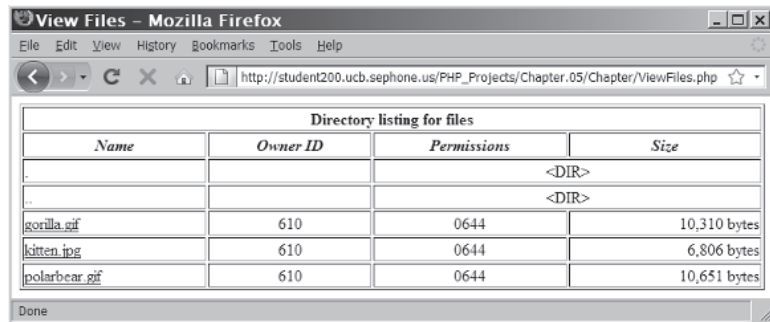 View Files – Mozilla Firefox
File Edit View History Bookmarks Tools Help
http://student200.ucb.sephone.us/PHP_Projects/Chapter.05/Chapter/ViewFiles.php
Directory listing for files
Name Owner ID Permissions Size
. <DIR>
.. <DIR>
gorilla.gif 610 0644 10,310 bytes
kitten.jpg 610 0644 6,806 bytes
polarbear.gif 610 0644 10,651 bytes
Done